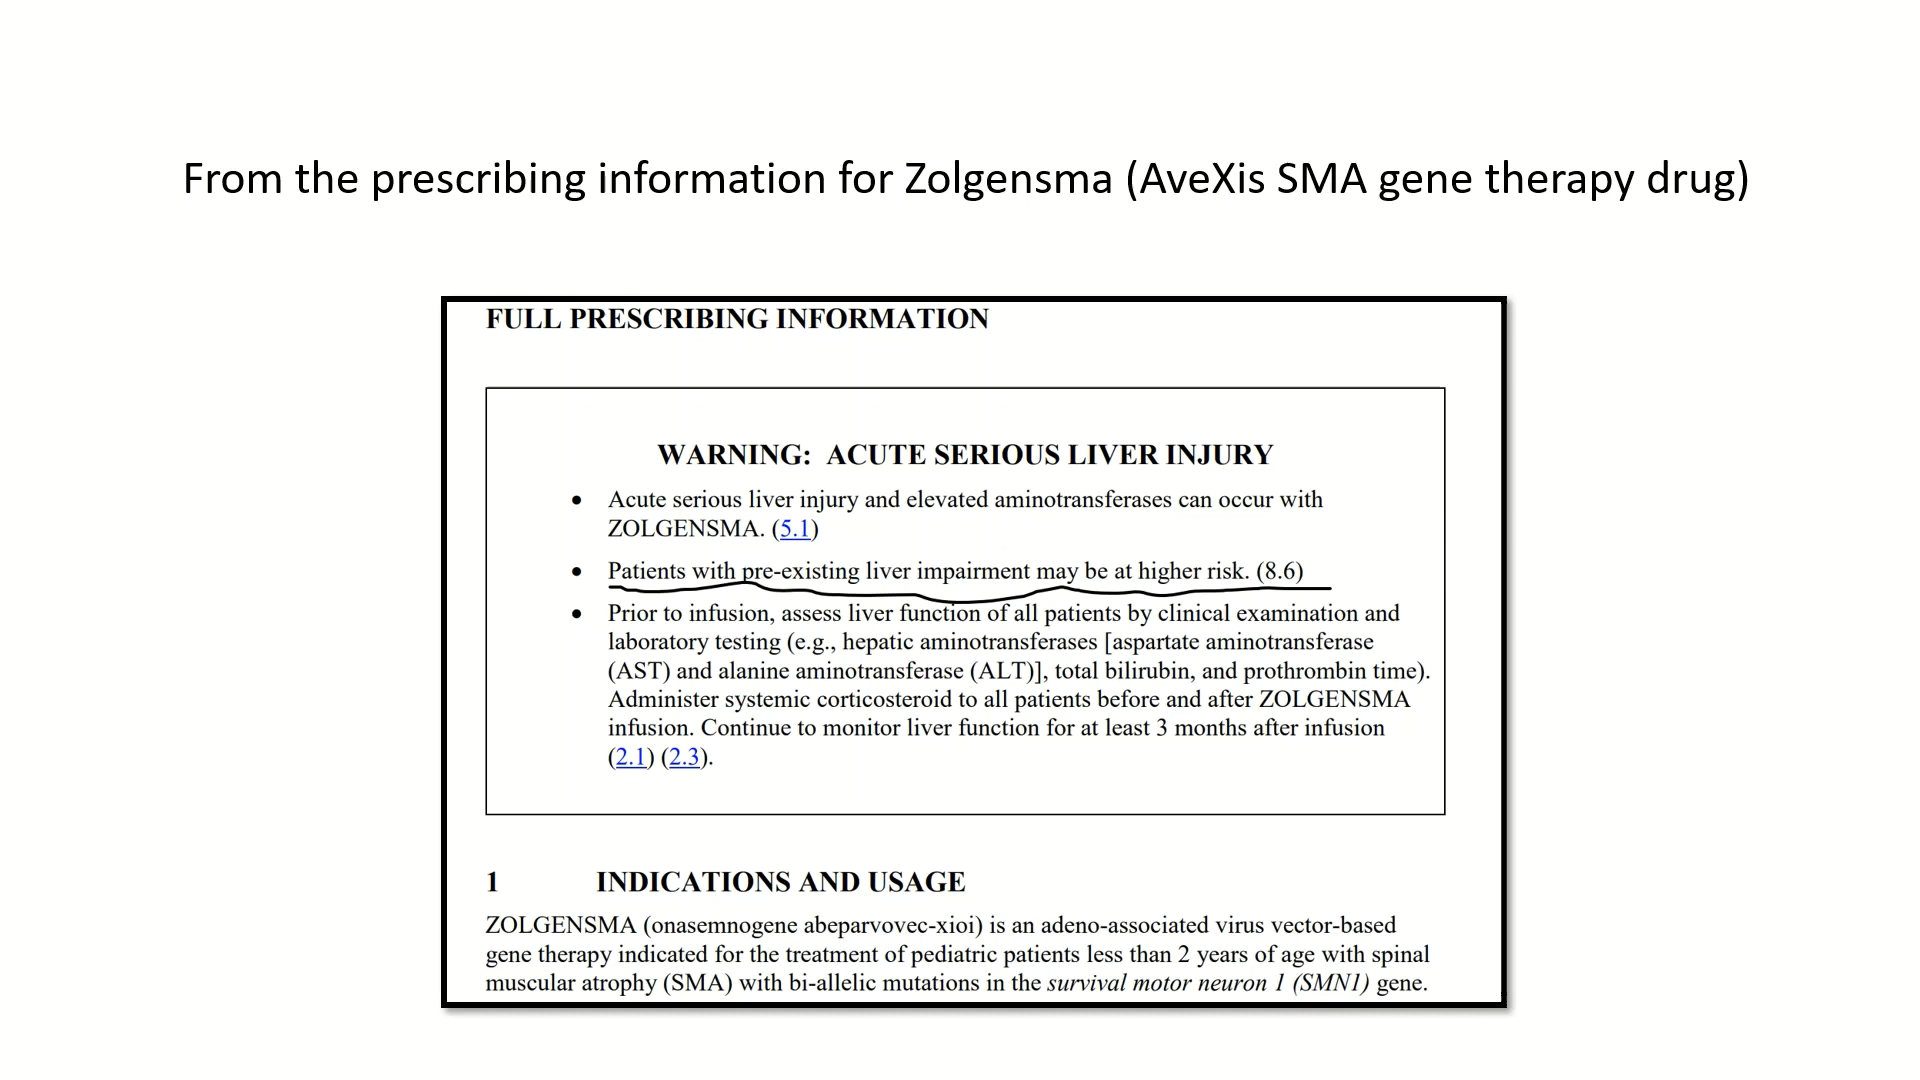 From the prescribing information for Zolgensma (AveXis SMA gene therapy drug)
FULL PRESCRIBING INFORMATION
WARNING: ACUTE SERIOUS LIVER INJURY
• Acute serious liver injury and elevated aminotransferases can occur with
ZOLGENSMA. (5.1)
• Patients with pre-existing liver impairment may be at higher risk. (8.6)
• Prior to infusion, assess liver function of all patients by clinical examination and
laboratory testing (e.g., hepatic aminotransferases [aspartate aminotransferase
(AST) and alanine aminotransferase (ALT)], total bilirubin, and prothrombin time).
Administer systemic corticosteroid to all patients before and after ZOLGENSMA
infusion. Continue to monitor liver function for at least 3 months after infusion
(2.1) (2.3).
1 INDICATIONS AND USAGE
ZOLGENSMA (onasemnogene abeparvovec-xioi) is an adeno-associated virus vector-based
gene therapy indicated for the treatment of pediatric patients less than 2 years of age with spinal
muscular atrophy (SMA) with bi-allelic mutations in the survival motor neuron 1 (SMN1) gene.